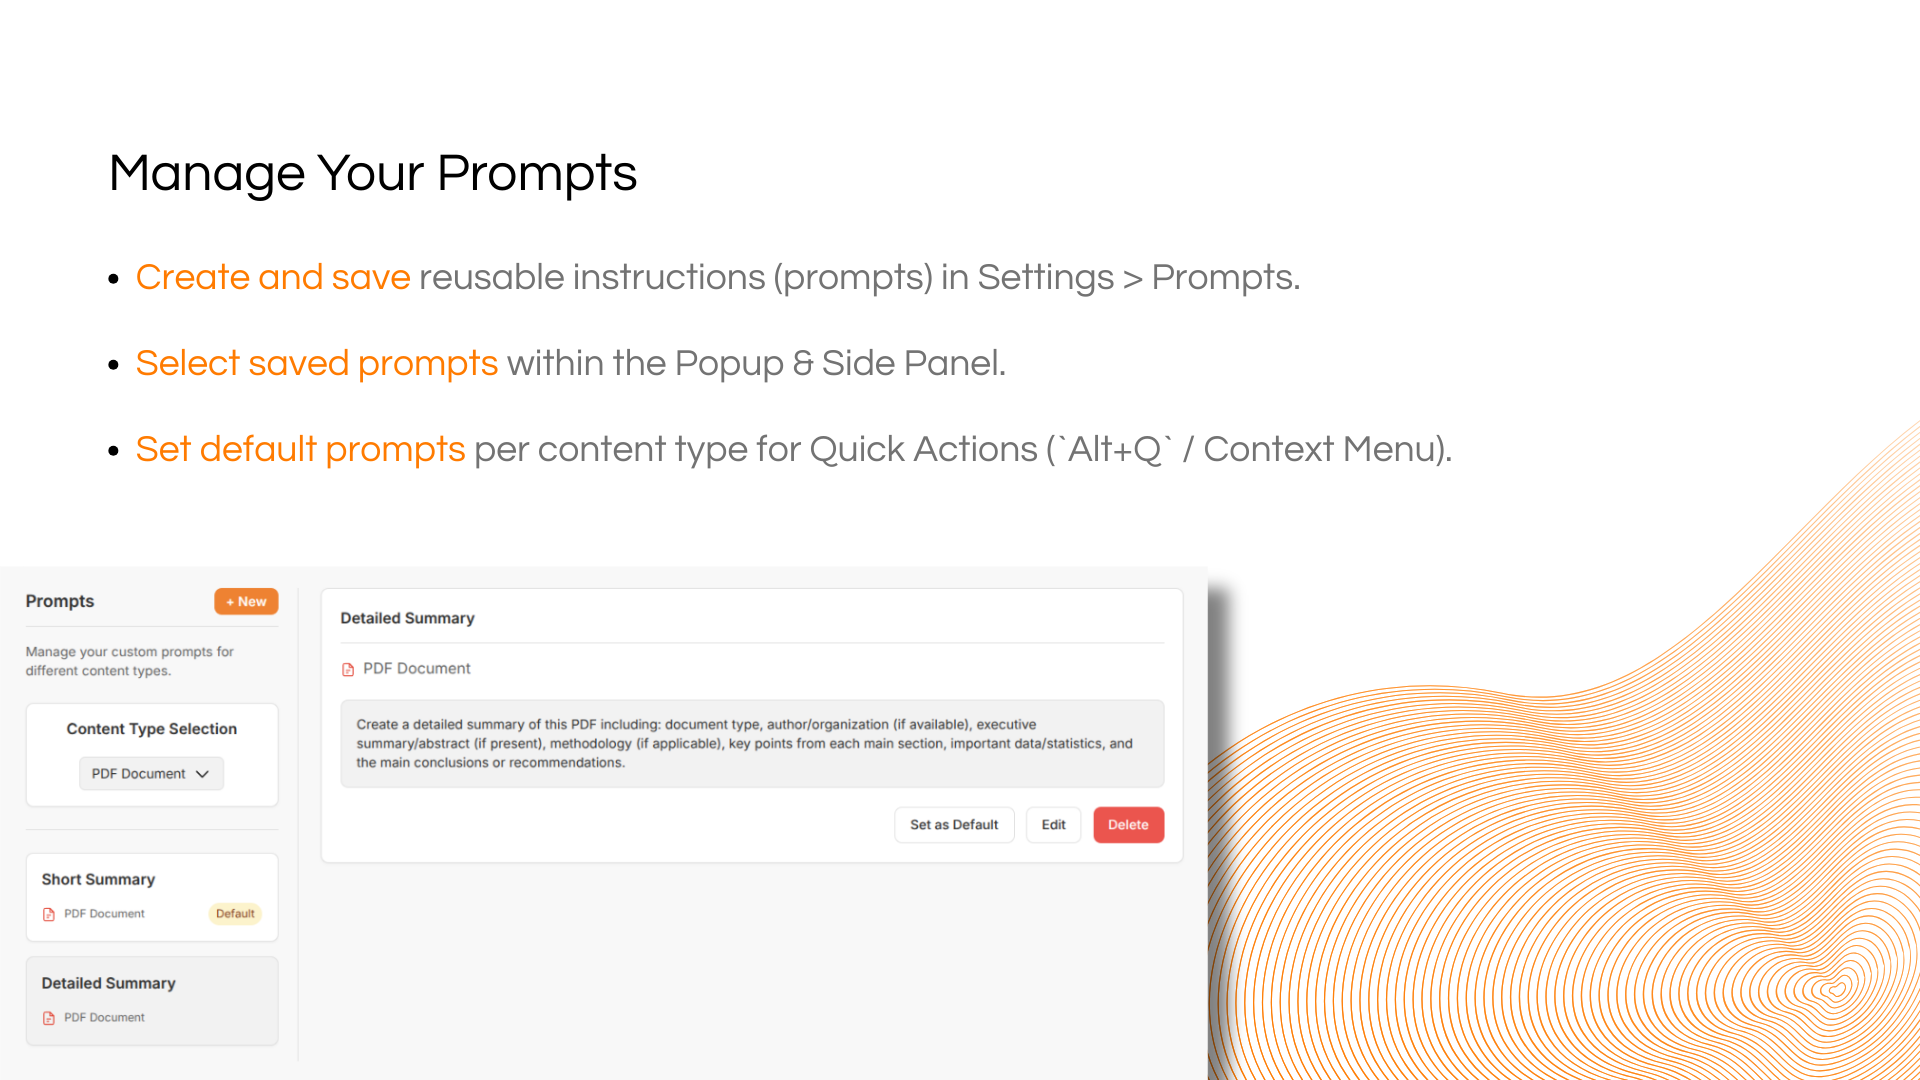 Manage Your Prompts
• Create and save reusable instructions (prompts) in Settings > Prompts.
• Select saved prompts within the Popup & Side Panel.
• Set default prompts per content type for Quick Actions (`Alt+Q` / Context Menu).
Prompts
+ New
Manage your custom prompts for
different content types.
Content Type Selection
PDF Document
Short Summary
PDF Document
Default
Detailed Summary
PDF Document
Detailed Summary
PDF Document
Create a detailed summary of this PDF including: document type, author/organization (if available), executive
summary/abstract (if present), methodology (if applicable), key points from each main section, important data/statistics, and
the main conclusions or recommendations.
Set as Default
Edit
Delete